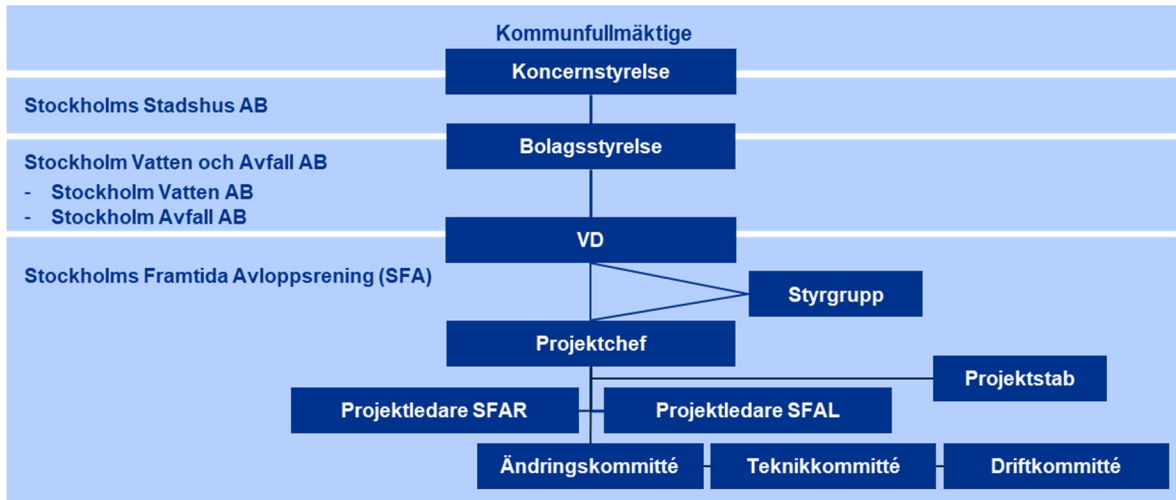 Kommunfullmäktige
Koncernstyrelse
Stockholms Stadshus AB
Bolagsstyrelse
Stockholm Vatten och Avfall AB
- Stockholm Vatten AB
- Stockholm Avfall AB
VD
Stockholms Framtida Avloppsrening (SFA)
Styrgrupp
Projektchef
Projektstab
Projektledare SFAR
Projektledare SFAL
Ändringskommitté
Teknikkommitté
Driftkommitté